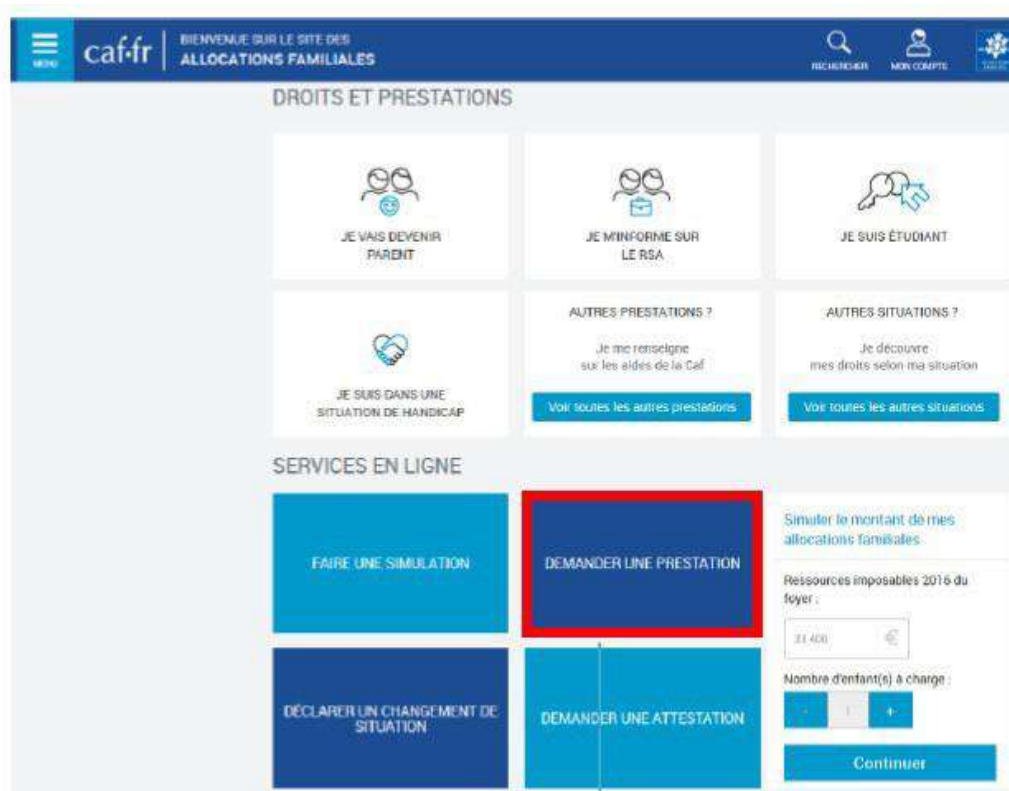 MENU
caf.fr
BIENVENUE SUR LE SITE DES
ALLOCATIONS FAMILIALES
RECHERCHER
MON COMPTE
DROITS ET PRESTATIONS
JE VAIS DEVENIR
PARENT
JE M'INFORME SUR
LE RSA
JE SUIS ÉTUDIANT
JE SUIS DANS UNE
SITUATION DE HANDICAP
AUTRES PRESTATIONS ?
Je me renseigne
sur les aides de la Caf
Voir toutes les autres prestations
AUTRES SITUATIONS ?
Je découvre
mes droits selon ma situation
Voir toutes les autres situations
SERVICES EN LIGNE
FAIRE UNE SIMULATION
DEMANDER UNE PRESTATION
Simuler le montant de mes
allocations familiales
Ressources imposables 2016 du
foyer :
31 400 €
Nombre d'enfant(s) à charge :
- 1 +
Continuer
DÉCLARER UN CHANGEMENT DE
SITUATION
DEMANDER UNE ATTESTATION